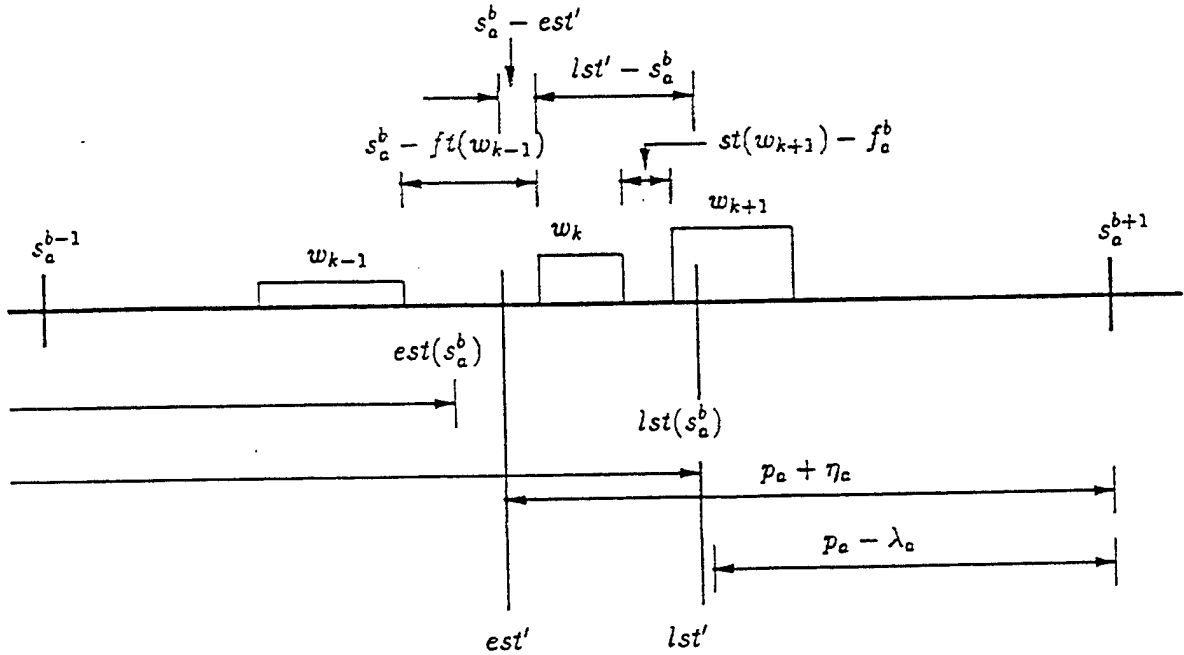 s_a^b − est′
lst′ − s_a^b
s_a^b − ft(w_{k−1})
st(w_{k+1}) − f_a^b
w_{k+1}
w_k
s_a^{b−1}
s_a^{b+1}
w_{k−1}
est(s_a^b)
lst(s_a^b)
p_a + η_a
p_a − λ_a
est′
lst′